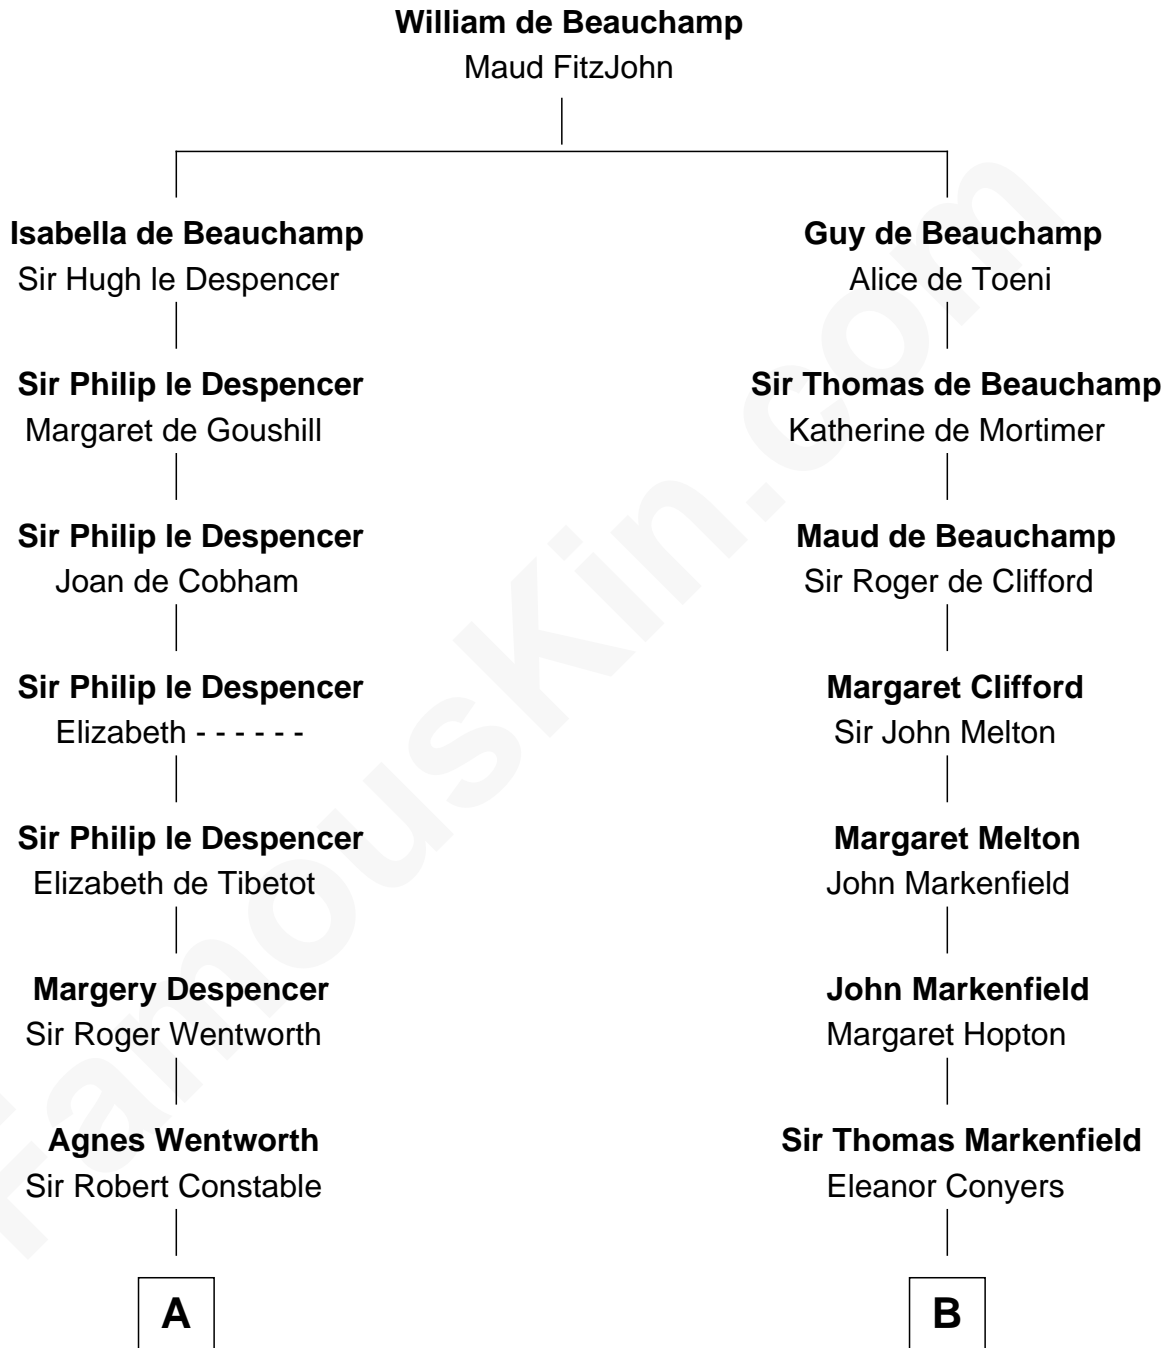 William de Beauchamp
Maud FitzJohn
Isabella de Beauchamp
Sir Hugh le Despencer
Guy de Beauchamp
Alice de Toeni
Sir Philip le Despencer
Margaret de Goushill
Sir Thomas de Beauchamp
Katherine de Mortimer
Sir Philip le Despencer
Joan de Cobham
Maud de Beauchamp
Sir Roger de Clifford
Sir Philip le Despencer
Elizabeth - - - - - -
Margaret Clifford
Sir John Melton
Sir Philip le Despencer
Elizabeth de Tibetot
Margaret Melton
John Markenfield
Margery Despencer
Sir Roger Wentworth
John Markenfield
Margaret Hopton
Agnes Wentworth
Sir Robert Constable
Sir Thomas Markenfield
Eleanor Conyers
A
B
FamousKin.com